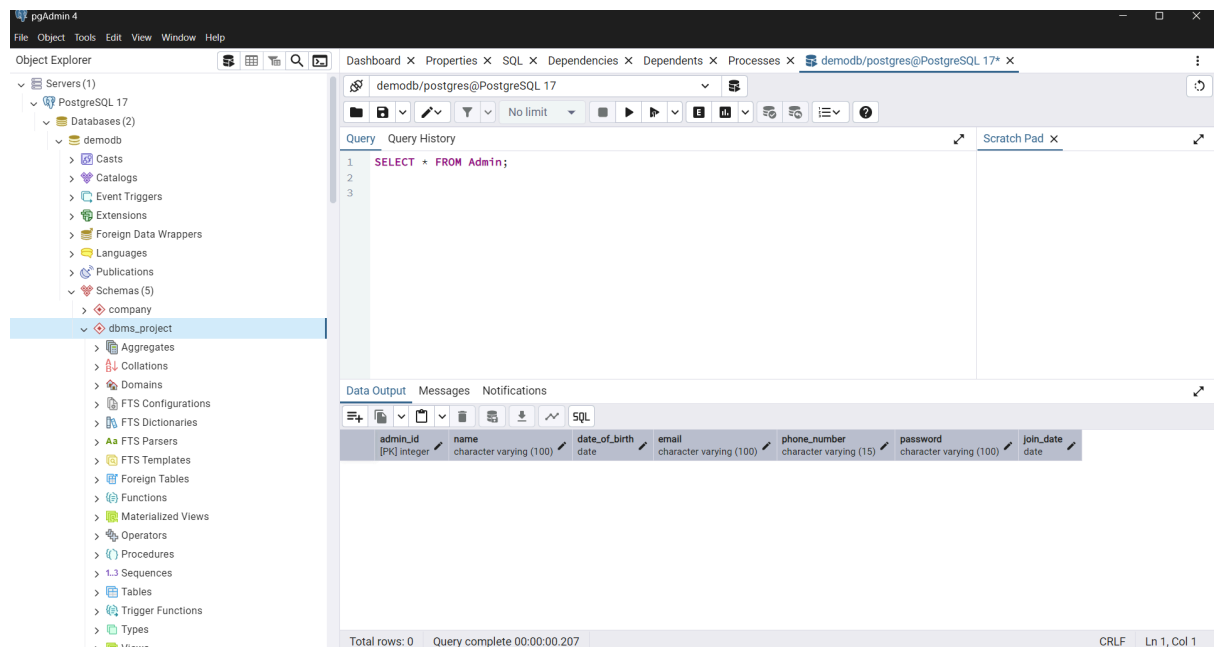 pgAdmin 4
File Object Tools Edit View Window Help
Object Explorer
Servers (1)
PostgreSQL 17
Databases (2)
demodb
Casts
Catalogs
Event Triggers
Extensions
Foreign Data Wrappers
Languages
Publications
Schemas (5)
company
dbms_project
Aggregates
Collations
Domains
FTS Configurations
FTS Dictionaries
Aa FTS Parsers
FTS Templates
Foreign Tables
Functions
Materialized Views
Operators
Procedures
1..3 Sequences
Tables
Trigger Functions
Types
Views
Dashboard Properties SQL Dependencies Dependents Processes demodb/postgres@PostgreSQL 17*
demodb/postgres@PostgreSQL 17
No limit E
Query Query History Scratch Pad
1 SELECT * FROM Admin;
2
3
Data Output Messages Notifications
SQL
admin_id name date_of_birth email phone_number password join_date
[PK] integer character varying (100) date character varying (100) character varying (15) character varying (100) date
Total rows: 0 Query complete 00:00:00.207 CRLF Ln 1, Col 1